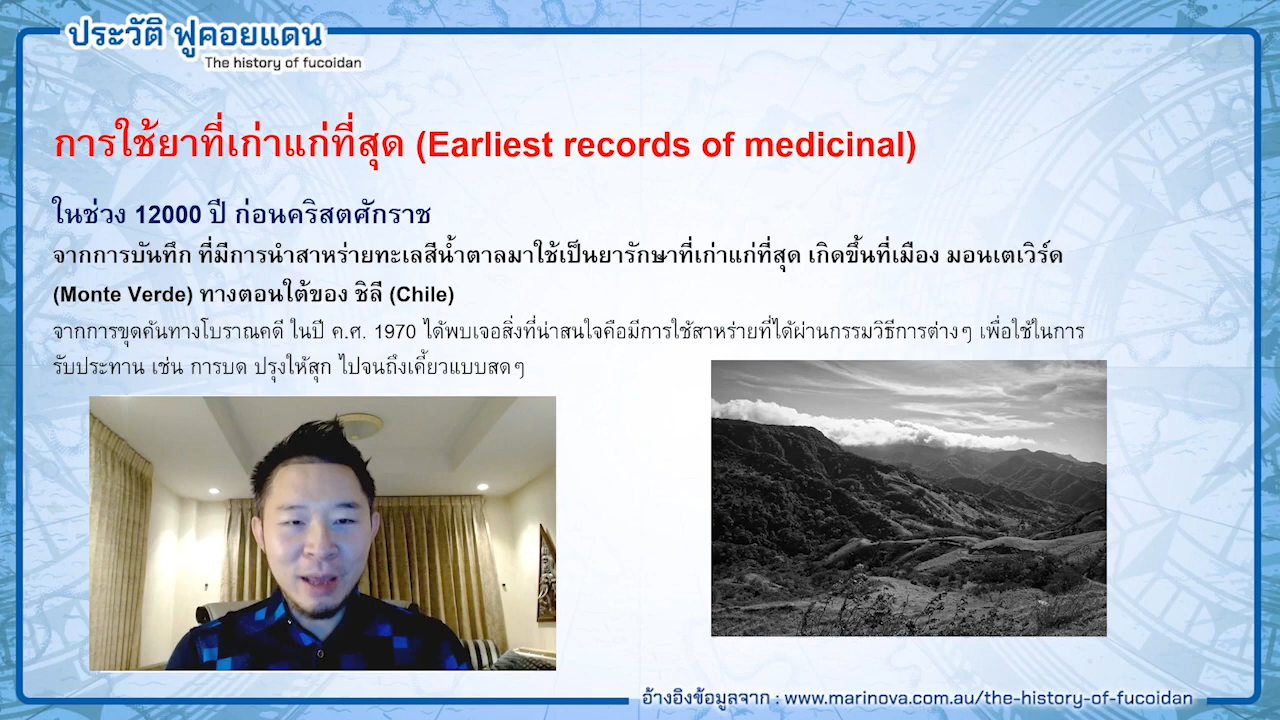 ประวัติ ฟูคอยแดน
The history of fucoidan
การใช้ยาที่เก่าแก่ที่สุด (Earliest records of medicinal)
ในช่วง 12000 ปี ก่อนคริสตศักราช
จากการบันทึก ที่มีการนำสาหร่ายทะเลสีน้ำตาลมาใช้เป็นยารักษาที่เก่าแก่ที่สุด เกิดขึ้นที่เมือง มอนเตเวิร์ด
(Monte Verde) ทางตอนใต้ของ ชิลี (Chile)
จากการขุดค้นทางโบราณคดี ในปี ค.ศ. 1970 ได้พบเจอสิ่งที่น่าสนใจคือมีการใช้สาหร่ายที่ได้ผ่านกรรมวิธีการต่างๆ เพื่อใช้ในการ
รับประทาน เช่น การบด ปรุงให้สุก ไปจนถึงเคี้ยวแบบสดๆ
อ้างอิงข้อมูลจาก : www.marinova.com.au/the-history-of-fucoidan